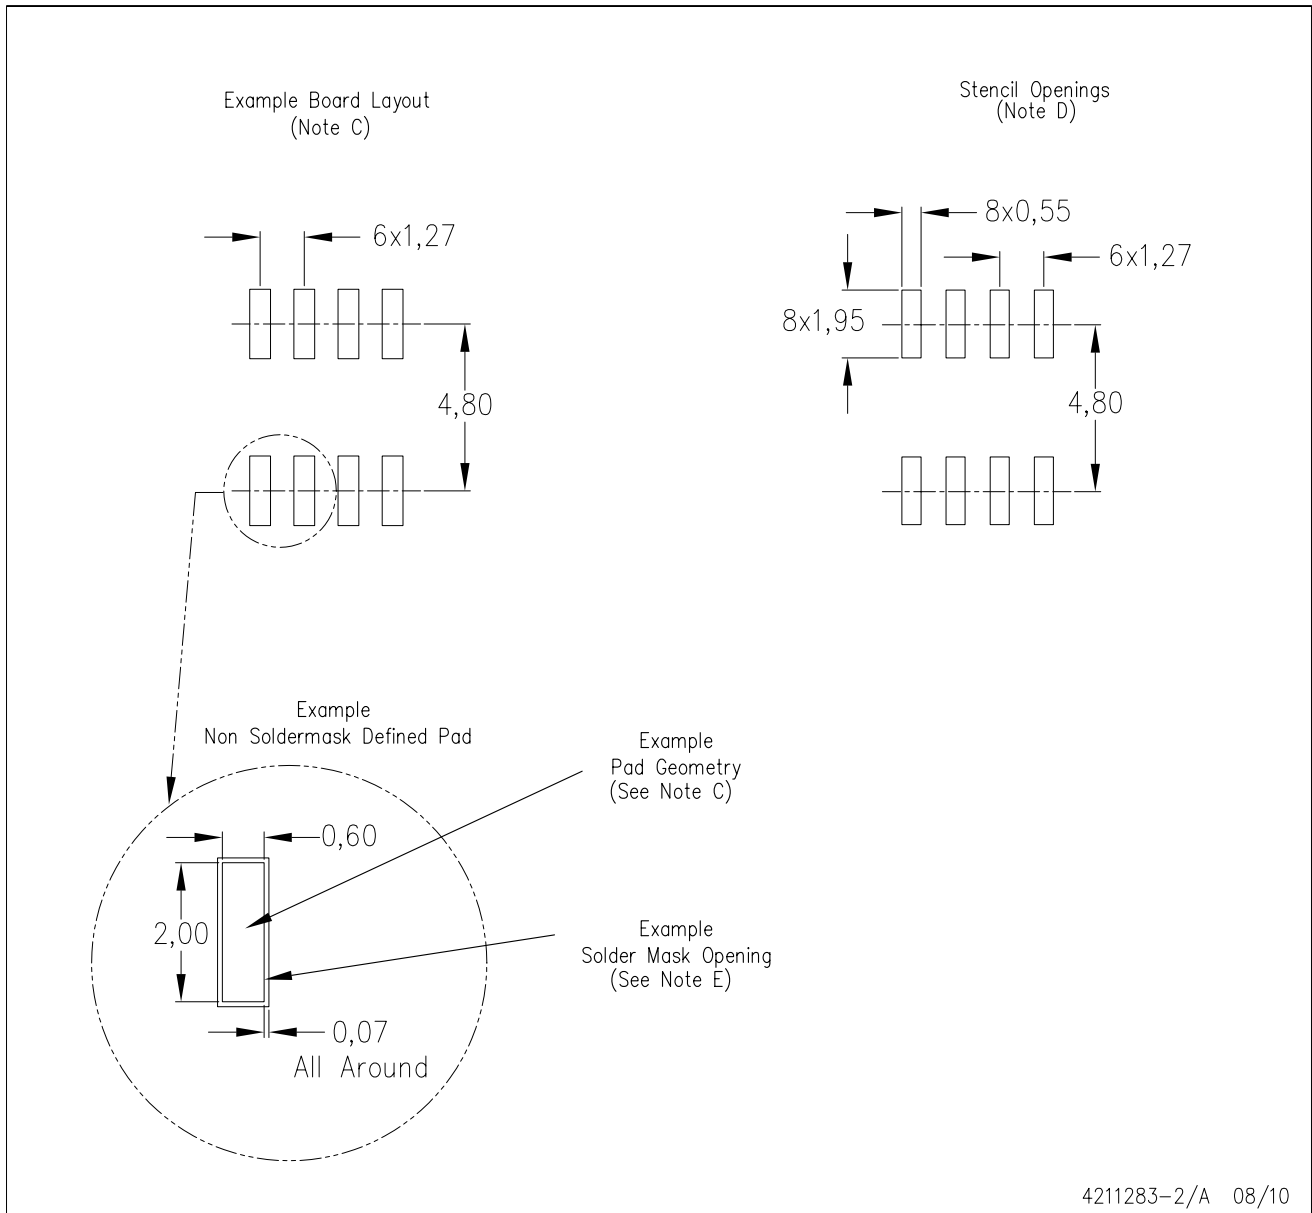 Example Board Layout
(Note C)
6x1,27
4,80
Stencil Openings
(Note D)
8x0,55
6x1,27
8x1,95
4,80
Example
Non Soldermask Defined Pad
0,60
2,00
0,07
All Around
Example
Pad Geometry
(See Note C)
Example
Solder Mask Opening
(See Note E)
4211283-2/A 08/10